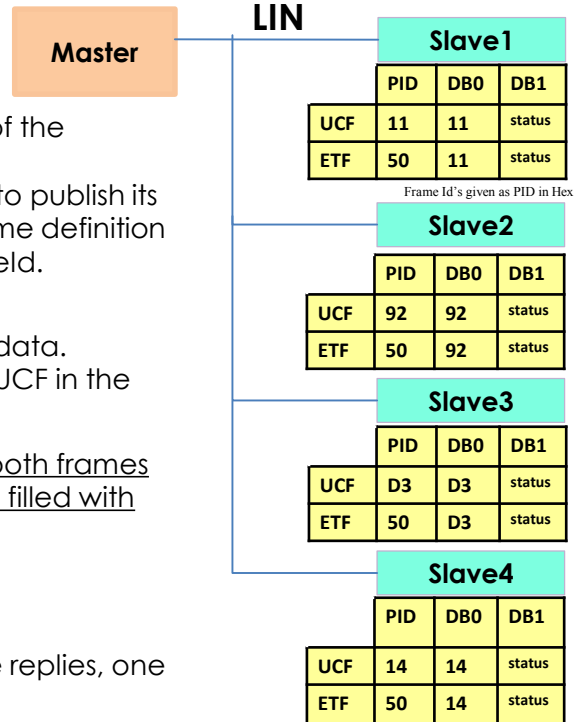 LIN
Master
Slave1
PID DB0 DB1
UCF 11 11 status
ETF 50 11 status
Frame Id's given as PID in Hex
of the
to publish its
me definition
eld.
Slave2
PID DB0 DB1
UCF 92 92 status
ETF 50 92 status
data.
UCF in the
Slave3
PID DB0 DB1
UCF D3 D3 status
ETF 50 D3 status
both frames
filled with
Slave4
PID DB0 DB1
UCF 14 14 status
ETF 50 14 status
replies, one